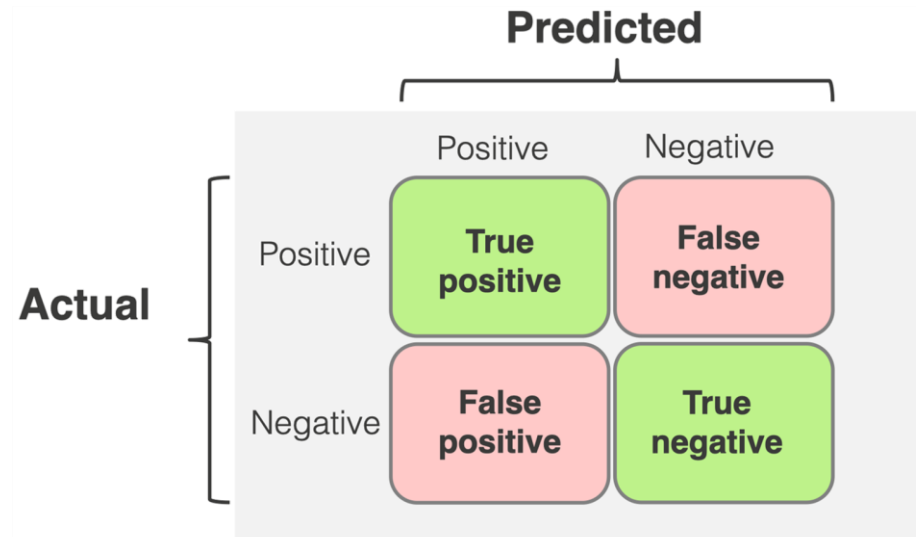 Predicted
Positive
Negative
Positive
True
positive
False
negative
Actual
Negative
False
positive
True
negative